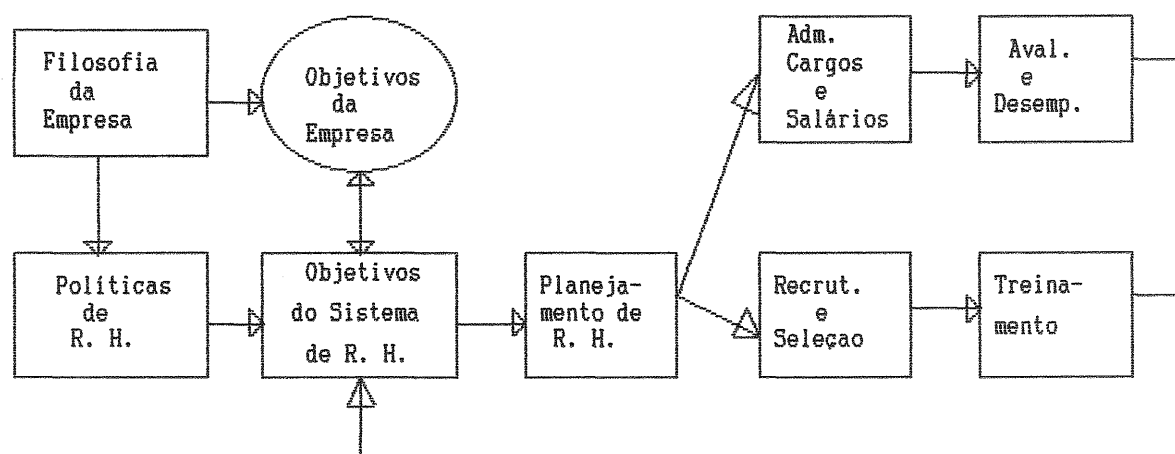 Filosofia
da
Empresa
Objetivos
da
Empresa
Adm.
Cargos
e
Salários
Aval.
e
Desemp.
Políticas
de
R. H.
Objetivos
do Sistema
de R. H.
Planeja-
mento de
R. H.
Recrut.
e
Seleçao
Treina-
mento